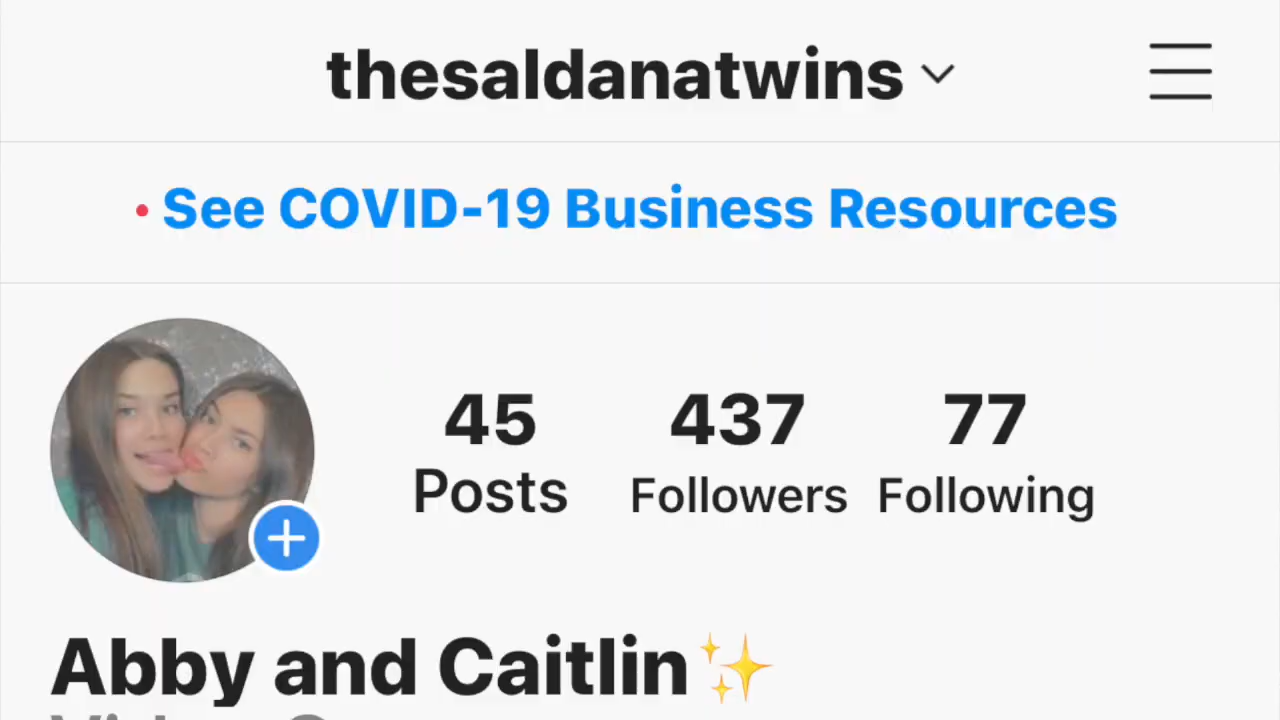 thesaldanatwins
See COVID-19 Business Resources
45 437 77
Posts Followers Following
Abby and Caitlin✨